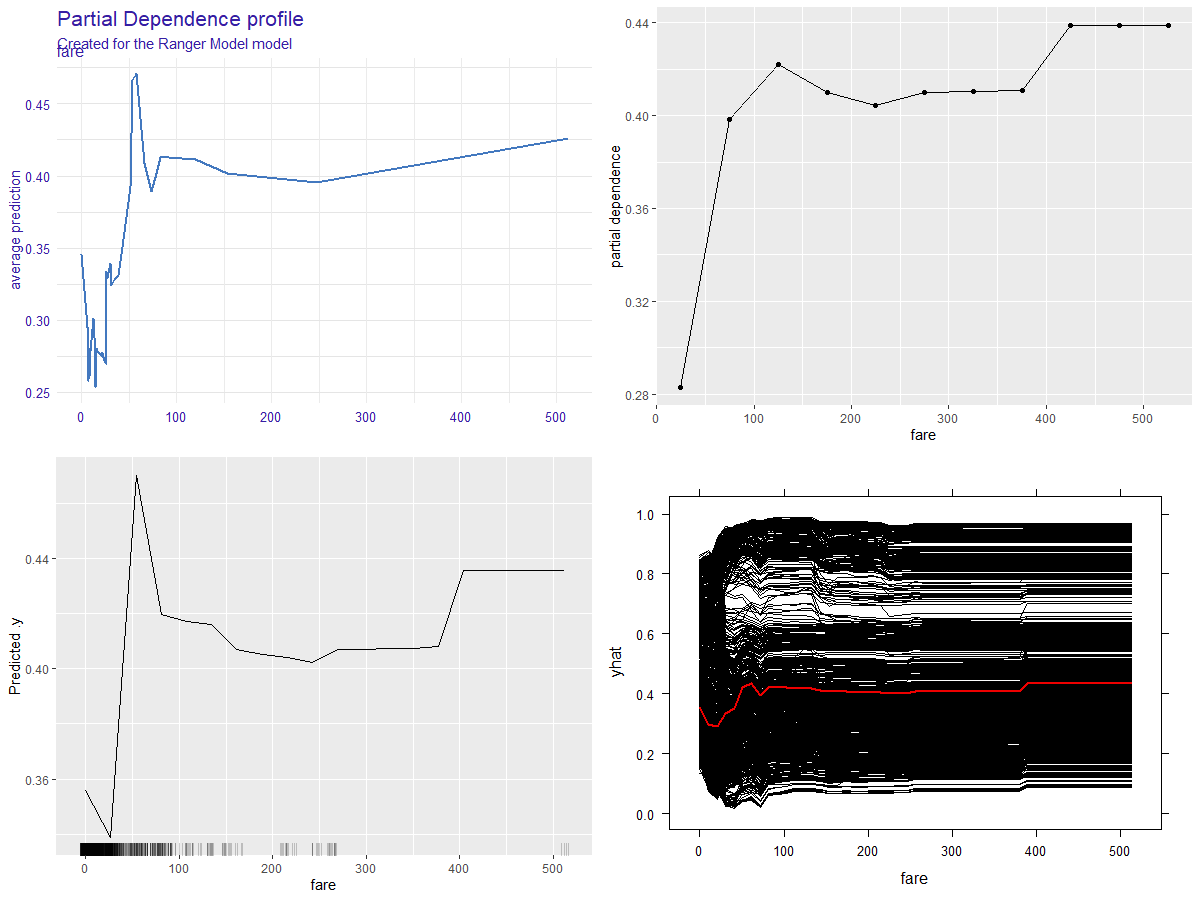 Partial Dependence profile
Created for the Ranger Model model
fare
average prediction
0.45
0.40
0.35
0.30
0.25
0 100 200 300 400 500
partial dependence
0.44
0.40
0.36
0.32
0.28
0 100 200 300 400 500
fare
Predicted .y
0.44
0.40
0.36
0 100 200 300 400 500
fare
yhat
1.0
0.8
0.6
0.4
0.2
0.0
0 100 200 300 400 500
fare